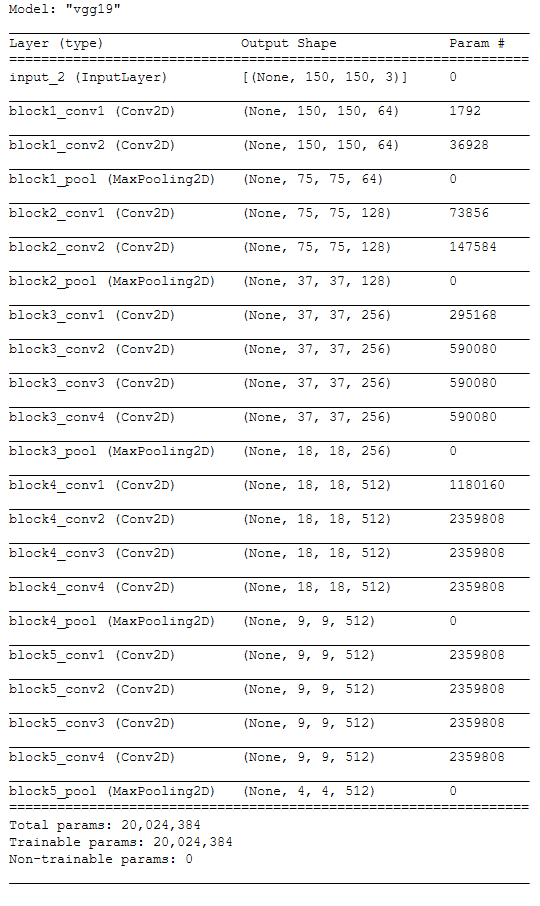 Model: "vgg19"
Layer (type) Output Shape Param #
input_2 (InputLayer) [(None, 150, 150, 3)] 0
block1_conv1 (Conv2D) (None, 150, 150, 64) 1792
block1_conv2 (Conv2D) (None, 150, 150, 64) 36928
block1_pool (MaxPooling2D) (None, 75, 75, 64) 0
block2_conv1 (Conv2D) (None, 75, 75, 128) 73856
block2_conv2 (Conv2D) (None, 75, 75, 128) 147584
block2_pool (MaxPooling2D) (None, 37, 37, 128) 0
block3_conv1 (Conv2D) (None, 37, 37, 256) 295168
block3_conv2 (Conv2D) (None, 37, 37, 256) 590080
block3_conv3 (Conv2D) (None, 37, 37, 256) 590080
block3_conv4 (Conv2D) (None, 37, 37, 256) 590080
block3_pool (MaxPooling2D) (None, 18, 18, 256) 0
block4_conv1 (Conv2D) (None, 18, 18, 512) 1180160
block4_conv2 (Conv2D) (None, 18, 18, 512) 2359808
block4_conv3 (Conv2D) (None, 18, 18, 512) 2359808
block4_conv4 (Conv2D) (None, 18, 18, 512) 2359808
block4_pool (MaxPooling2D) (None, 9, 9, 512) 0
block5_conv1 (Conv2D) (None, 9, 9, 512) 2359808
block5_conv2 (Conv2D) (None, 9, 9, 512) 2359808
block5_conv3 (Conv2D) (None, 9, 9, 512) 2359808
block5_conv4 (Conv2D) (None, 9, 9, 512) 2359808
block5_pool (MaxPooling2D) (None, 4, 4, 512) 0
Total params: 20,024,384
Trainable params: 20,024,384
Non-trainable params: 0